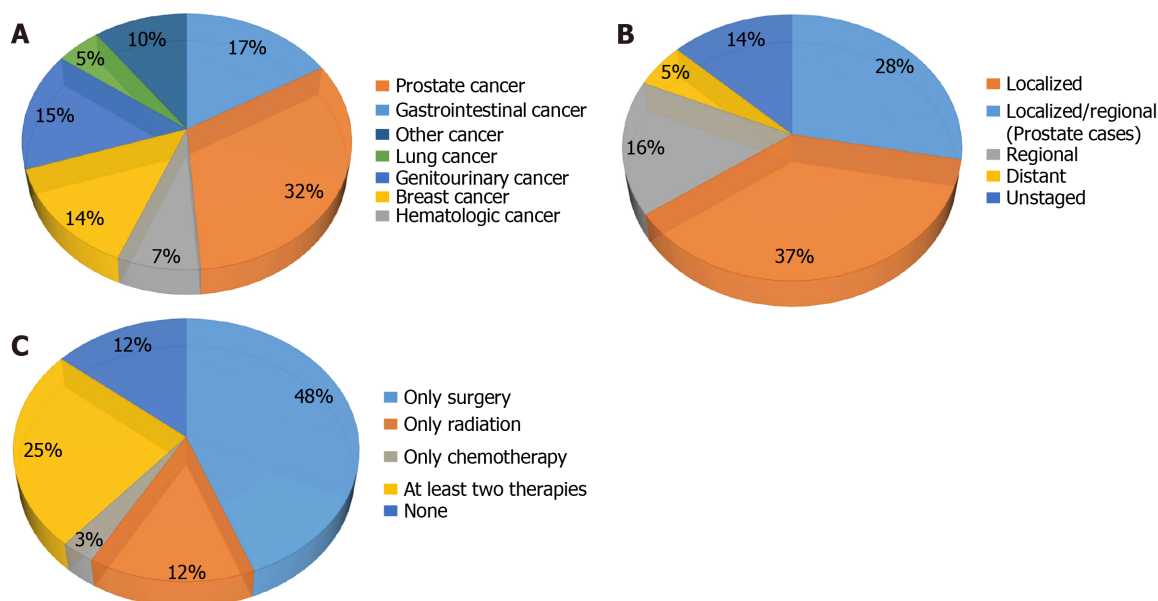 A
10%
17%
5%
15%
32%
14%
7%
Prostate cancer
Gastrointestinal cancer
Other cancer
Lung cancer
Genitourinary cancer
Breast cancer
Hematologic cancer
B
14%
28%
5%
16%
37%
Localized
Localized/regional
(Prostate cases)
Regional
Distant
Unstaged
C
12%
48%
25%
3%
12%
Only surgery
Only radiation
Only chemotherapy
At least two therapies
None